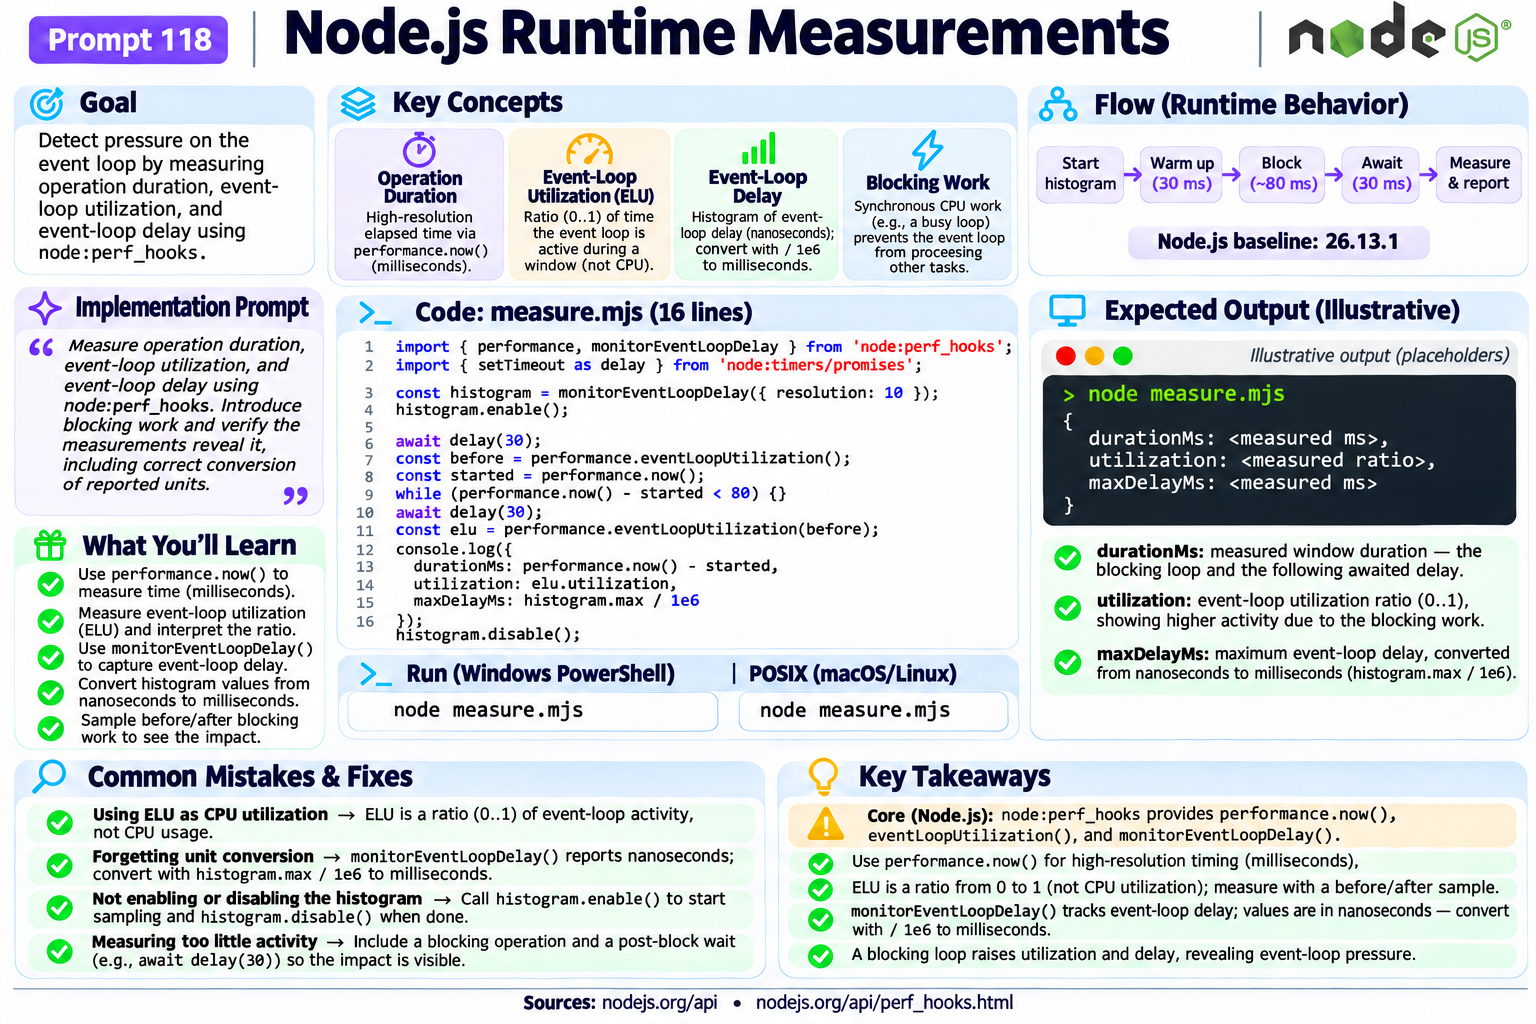 Prompt 118
Node.js Runtime Measurements
node JS ®
Goal
Detect pressure on the
event loop by measuring
operation duration, event-
loop utilization, and
event-loop delay using
node:perf_hooks.
Key Concepts
Operation
Duration
High-resolution
elapsed time via
performance.now()
(milliseconds).
Event-Loop
Utilization (ELU)
Ratio (0..1) of time
the event loop is
active during a
window (not CPU).
Event-Loop
Delay
Histogram of event-
loop delay (nanoseconds);
convert with / 1e6
to milliseconds.
Blocking Work
Synchronous CPU work
(e.g., a busy loop)
prevents the event loop
from proceesing
other tasks.
Flow (Runtime Behavior)
Start
histogram
Warm up
(30 ms)
Block
(~80 ms)
Await
(30 ms)
Measure
& report
Node.js baseline: 26.13.1
Implementation Prompt
“ Measure operation duration,
event-loop utilization, and
event-loop delay using
node:perf_hooks. Introduce
blocking work and verify the
measurements reveal it,
including correct conversion
of reported units. ”
What You’ll Learn
Use performance.now() to
measure time (milliseconds).
Measure event-loop utilization
(ELU) and interpret the ratio.
Use monitorEventLoopDelay()
to capture event-loop delay.
Convert histogram values from
nanoseconds to milliseconds.
Sample before/after blocking
work to see the impact.
>_ Code: measure.mjs (16 lines)
1 import { performance, monitorEventLoopDelay } from 'node:perf_hooks';
2 import { setTimeout as delay } from 'node:timers/promises';
3 const histogram = monitorEventLoopDelay({ resolution: 10 });
4 histogram.enable();
5
6 await delay(30);
7 const before = performance.eventLoopUtilization();
8 const started = performance.now();
9 while (performance.now() - started < 80) {}
10 await delay(30);
11 const elu = performance.eventLoopUtilization(before);
12 console.log({
13 durationMs: performance.now() - started,
14 utilization: elu.utilization,
15 maxDelayMs: histogram.max / 1e6
16 });
histogram.disable();
>_ Run (Windows PowerShell) | POSIX (macOS/Linux)
node measure.mjs
node measure.mjs
Expected Output (Illustrative)
Illustrative output (placeholders)
> node measure.mjs
{
durationMs: <measured ms>,
utilization: <measured ratio>,
maxDelayMs: <measured ms>
}
durationMs: measured window duration — the
blocking loop and the following awaited delay.
utilization: event-loop utilization ratio (0..1),
showing higher activity due to the blocking work.
maxDelayMs: maximum event-loop delay, converted
from nanoseconds to milliseconds (histogram.max / 1e6).
Common Mistakes & Fixes
Using ELU as CPU utilization → ELU is a ratio (0..1) of event-loop activity,
not CPU usage.
Forgetting unit conversion → monitorEventLoopDelay() reports nanoseconds;
convert with histogram.max / 1e6 to milliseconds.
Not enabling or disabling the histogram → Call histogram.enable() to start
sampling and histogram.disable() when done.
Measuring too little activity → Include a blocking operation and a post-block wait
(e.g., await delay(30)) so the impact is visible.
Key Takeaways
Core (Node.js): node:perf_hooks provides performance.now(),
eventLoopUtilization(), and monitorEventLoopDelay().
Use performance.now() for high-resolution timing (milliseconds),
ELU is a ratio from 0 to 1 (not CPU utilization); measure with a before/after sample.
monitorEventLoopDelay() tracks event-loop delay; values are in nanoseconds — convert
with / 1e6 to milliseconds.
A blocking loop raises utilization and delay, revealing event-loop pressure.
Sources: nodejs.org/api • nodejs.org/api/perf_hooks.html